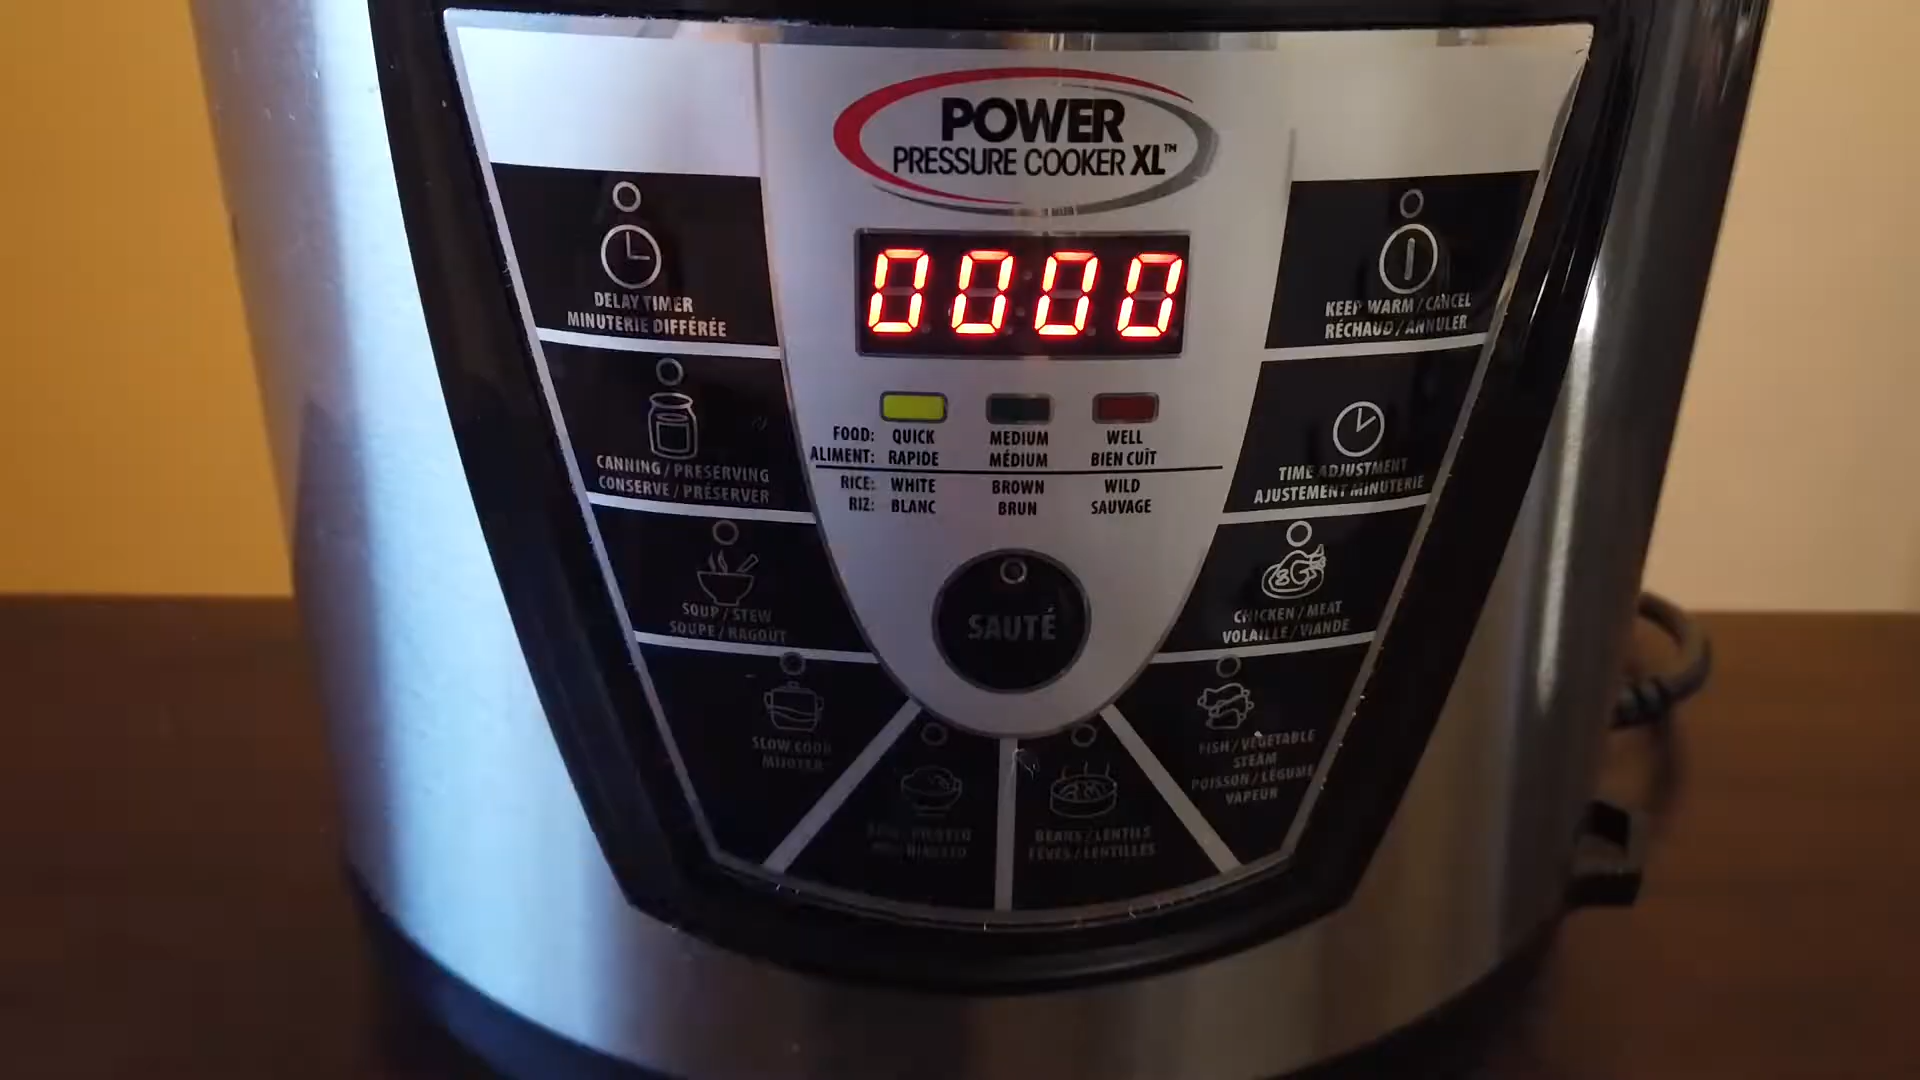 POWER
PRESSURE COOKER XL™
0000
DELAY TIMER
MINUTERIE DIFFÉRÉE
KEEP WARM / CANCEL
RÉCHAUD / ANNULER
CANNING / PRESERVING
CONSERVE / PRÉSERVER
FOOD: QUICK MEDIUM WELL
ALIMENT: RAPIDE MÉDIUM BIEN CUÏT
RICE: WHITE BROWN WILD
RIZ: BLANC BRUN SAUVAGE
TIME ADJUSTMENT
AJUSTEMENT MINUTERIE
SOUP / STEW
SOUPE / RAGOUT
SAUTÉ
CHICKEN / MEAT
VOLAILLE / VIANDE
SLOW COOK
MIJOTER
BEANS / LENTILS
FÈVES / LENTILLES
FISH / VEGETABLE
STEAM
POISSON / LÉGUME
VAPEUR